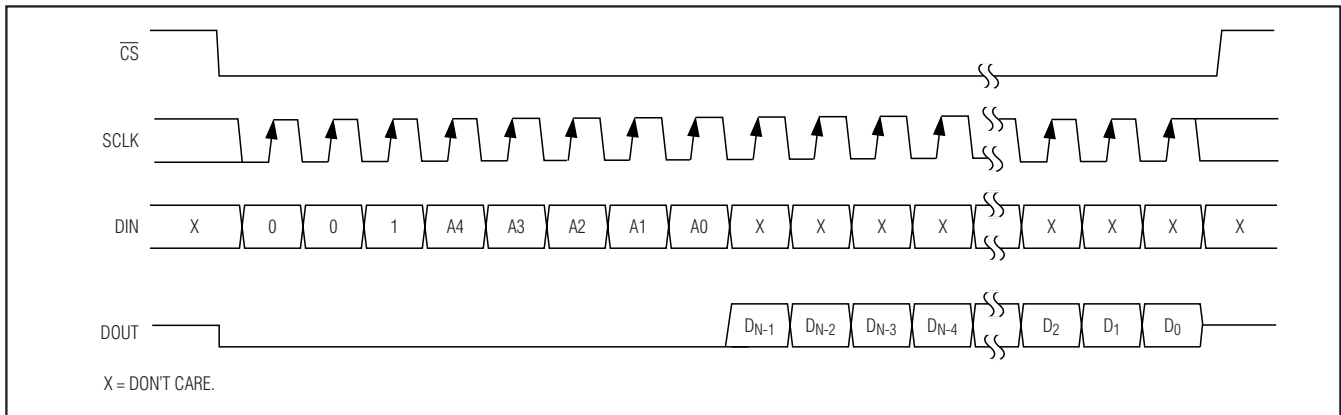 C̅S̅
SCLK
DIN X 0 0 1 A4 A3 A2 A1 A0 X X X X X X X X
DOUT DN-1 DN-2 DN-3 DN-4 D2 D1 D0
X = DON'T CARE.